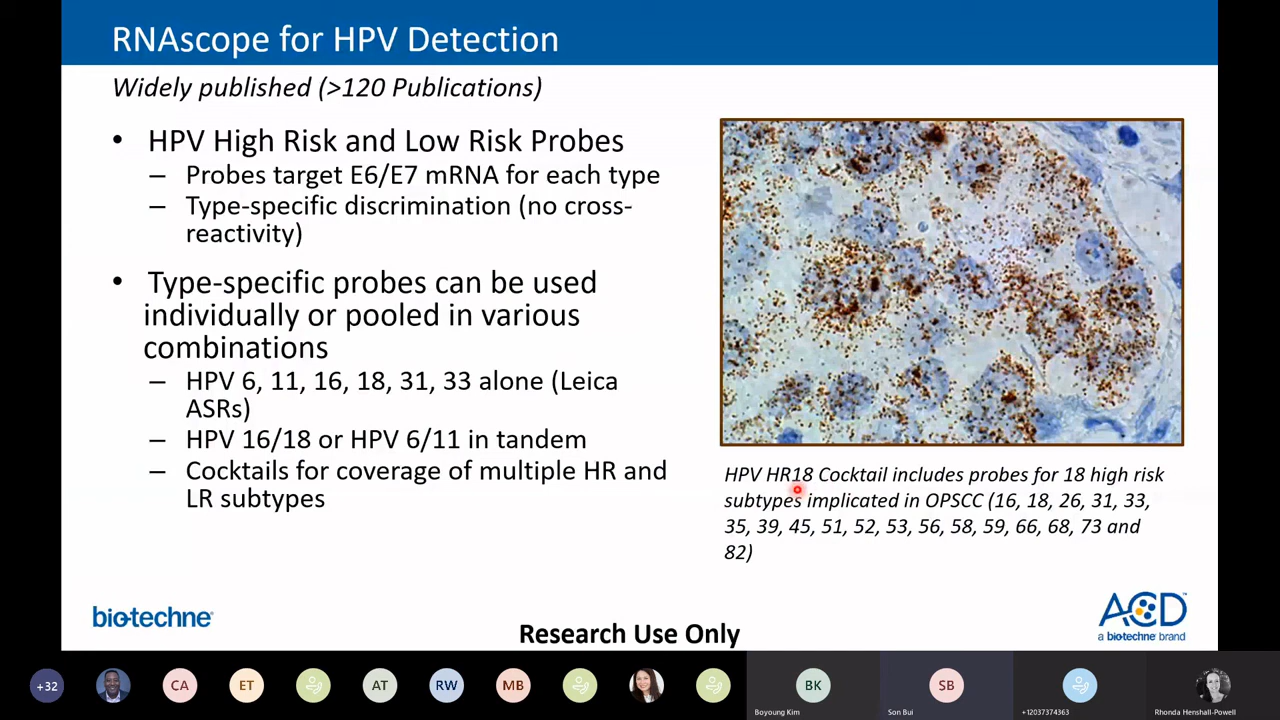 RNAscope for HPV Detection
Widely published (>120 Publications)
• HPV High Risk and Low Risk Probes
– Probes target E6/E7 mRNA for each type
– Type-specific discrimination (no cross-
reactivity)
• Type-specific probes can be used
individually or pooled in various
combinations
– HPV 6, 11, 16, 18, 31, 33 alone (Leica
ASRs)
– HPV 16/18 or HPV 6/11 in tandem
– Cocktails for coverage of multiple HR and
LR subtypes
HPV HR18 Cocktail includes probes for 18 high risk
subtypes implicated in OPSCC (16, 18, 26, 31, 33,
35, 39, 45, 51, 52, 53, 56, 58, 59, 66, 68, 73 and
82)
bio-techne®
Research Use Only
ACD™
a biotechne® brand
+32
CA
ET
AT
RW
MB
BK
SB
Boyoung Kim
Son Bui
+12037374363
Rhonda Henshall-Powell